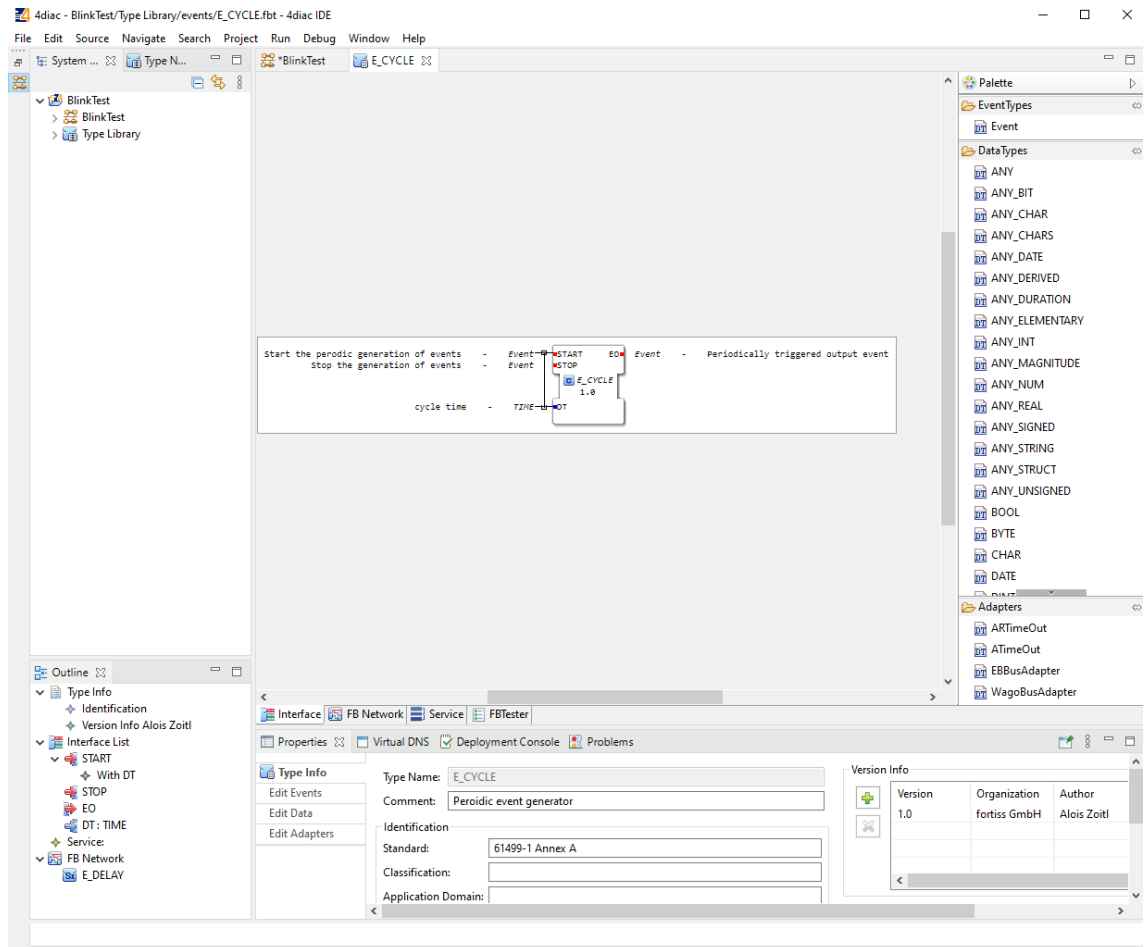 4diac - BlinkTest/Type Library/events/E_CYCLE.fbt - 4diac IDE
File Edit Source Navigate Search Project Run Debug Window Help
System ... Type N...
*BlinkTest E_CYCLE
BlinkTest
BlinkTest
Type Library
Start the perodic generation of events - Event START EO Event - Periodically triggered output event
Stop the generation of events - Event STOP
E_CYCLE
1.0
cycle time - TIME DT
Palette
EventTypes
Event
DataTypes
ANY
ANY_BIT
ANY_CHAR
ANY_CHARS
ANY_DATE
ANY_DERIVED
ANY_DURATION
ANY_ELEMENTARY
ANY_INT
ANY_MAGNITUDE
ANY_NUM
ANY_REAL
ANY_SIGNED
ANY_STRING
ANY_STRUCT
ANY_UNSIGNED
BOOL
BYTE
CHAR
DATE
Adapters
ARTimeOut
ATimeOut
EBBusAdapter
WagoBusAdapter
Outline
Type Info
Identification
Version Info Alois Zoitl
Interface List
START
With DT
STOP
EO
DT : TIME
Service:
FB Network
E_DELAY
Interface FB Network Service FBTester
Properties Virtual DNS Deployment Console Problems
Type Info
Edit Events
Edit Data
Edit Adapters
Type Name: E_CYCLE
Comment: Peroidic event generator
Identification
Standard: 61499-1 Annex A
Classification:
Application Domain:
Version Info
Version Organization Author
1.0 fortiss GmbH Alois Zoitl